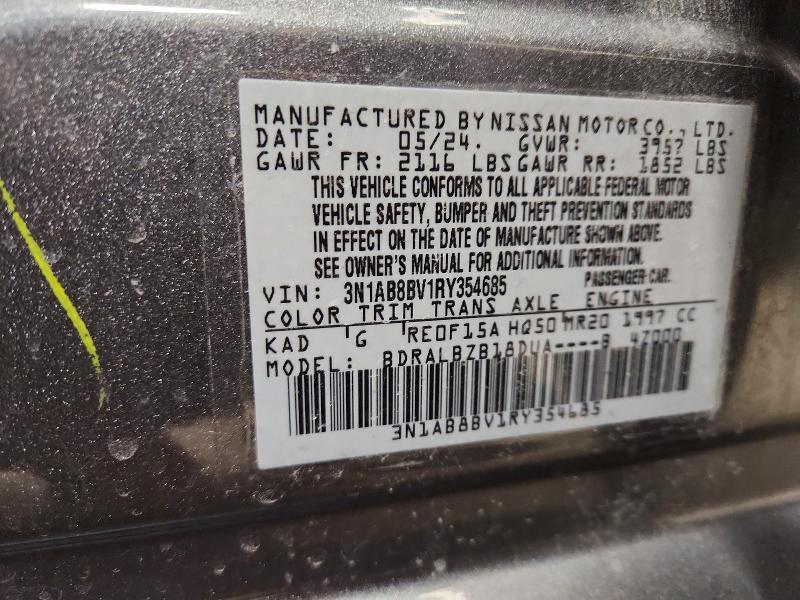 MANUFACTURED BY NISSAN MOTOR CO., LTD.
DATE: 05/24. GVWR: 3957 LBS
GAWR FR: 2116 LBS GAWR RR: 1852 LBS
THIS VEHICLE CONFORMS TO ALL APPLICABLE FEDERAL MOTOR
VEHICLE SAFETY, BUMPER AND THEFT PREVENTION STANDARDS
IN EFFECT ON THE DATE OF MANUFACTURE SHOWN ABOVE.
SEE OWNER'S MANUAL FOR ADDITIONAL INFORMATION.
VIN: 3N1AB8BV1RY354685 PASSENGER CAR.
COLOR TRIM TRANS AXLE ENGINE
KAD G RE0F15A HQ50 MR20 1997 CC
MODEL: BDRALBZB18DUA----B 47000
3N1AB8BV1RY354685